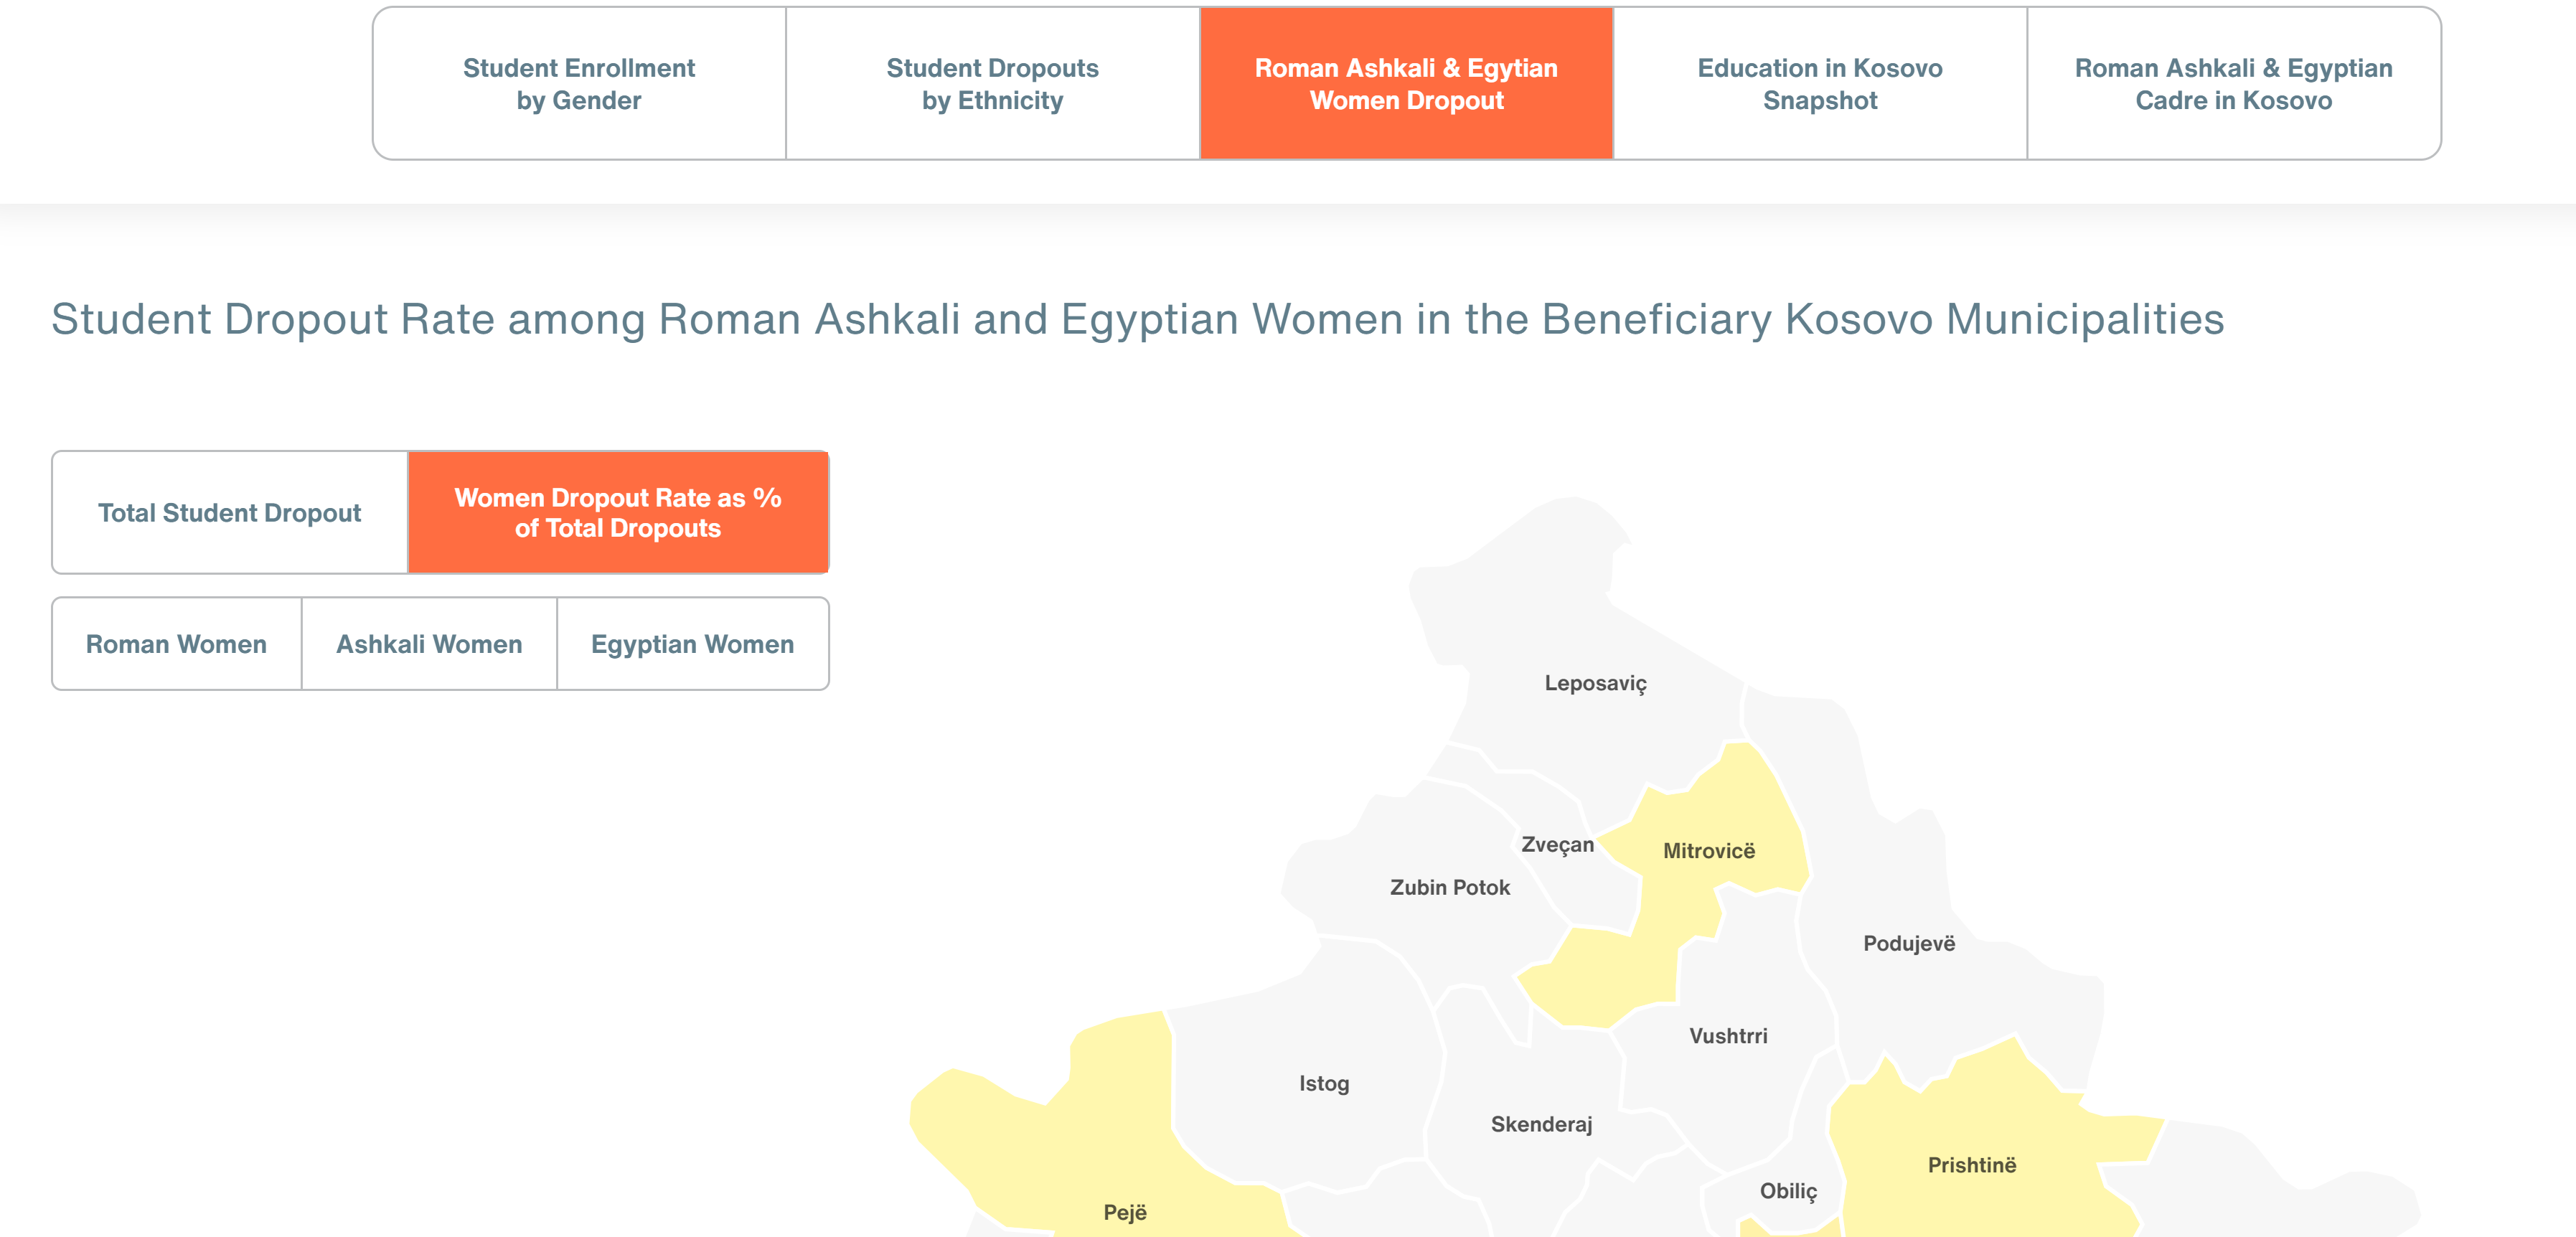 Student Enrollment
by Gender
Student Dropouts
by Ethnicity
Roman Ashkali & Egytian
Women Dropout
Education in Kosovo
Snapshot
Roman Ashkali & Egyptian
Cadre in Kosovo
Student Dropout Rate among Roman Ashkali and Egyptian Women in the Beneficiary Kosovo Municipalities
Total Student Dropout
Women Dropout Rate as %
of Total Dropouts
Roman Women
Ashkali Women
Egyptian Women
Leposaviç
Zveçan
Mitrovicë
Zubin Potok
Podujevë
Vushtrri
Istog
Skenderaj
Prishtinë
Obiliç
Pejë